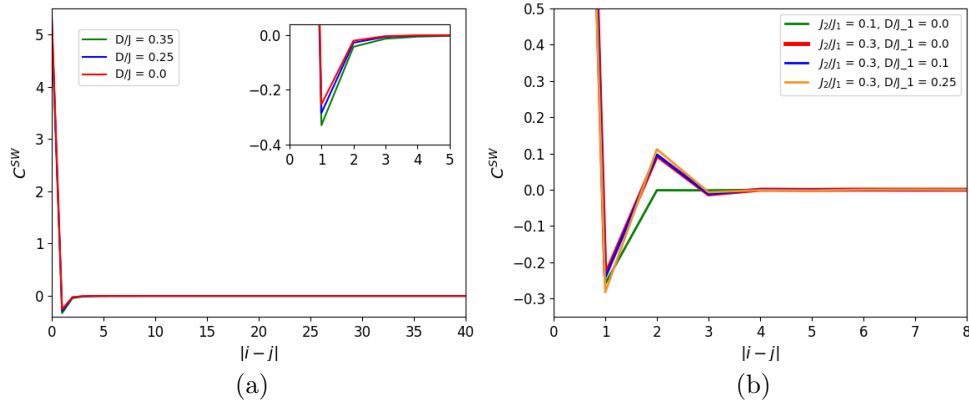 5
4
3
2
1
0
C^SW
D/J = 0.35
D/J = 0.25
D/J = 0.0
0.0
−0.2
−0.4
0 1 2 3 4 5
0 5 10 15 20 25 30 35 40
|i − j|
(a)
0.5
0.4
0.3
0.2
0.1
0.0
−0.1
−0.2
−0.3
C^SW
J₂/J₁ = 0.1, D/J_1 = 0.0
J₂/J₁ = 0.3, D/J_1 = 0.0
J₂/J₁ = 0.3, D/J_1 = 0.1
J₂/J₁ = 0.3, D/J_1 = 0.25
0 1 2 3 4 5 6 7 8
|i − j|
(b)